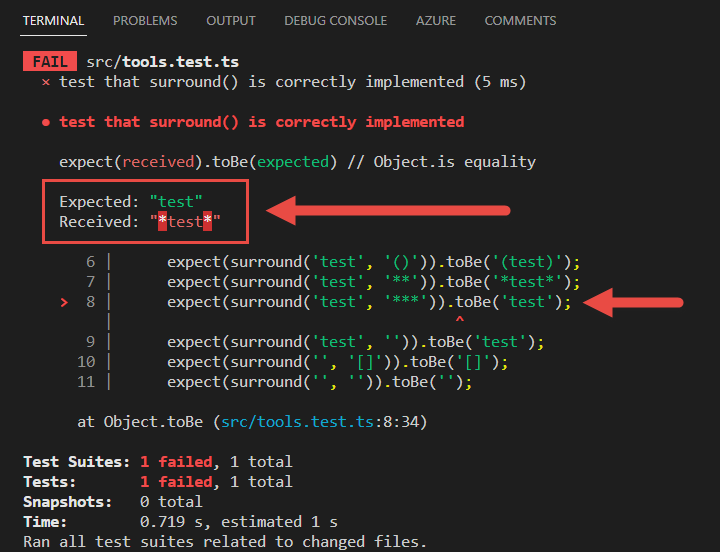 TERMINAL PROBLEMS OUTPUT DEBUG CONSOLE AZURE COMMENTS
FAIL src/tools.test.ts
× test that surround() is correctly implemented (5 ms)
● test that surround() is correctly implemented
expect(received).toBe(expected) // Object.is equality
Expected: "test"
Received: "*test*"
6 | expect(surround('test', '()')).toBe('(test)');
7 | expect(surround('test', '**')).toBe('*test*');
> 8 | expect(surround('test', '***')).toBe('test');
| ^
9 | expect(surround('test', '')).toBe('test');
10 | expect(surround('', '[]')).toBe('[]');
11 | expect(surround('', '')).toBe('');
at Object.toBe (src/tools.test.ts:8:34)
Test Suites: 1 failed, 1 total
Tests: 1 failed, 1 total
Snapshots: 0 total
Time: 0.719 s, estimated 1 s
Ran all test suites related to changed files.